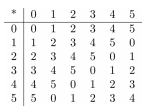 * 0 1 2 3 4 5
0 0 1 2 3 4 5
1 1 2 3 4 5 0
2 2 3 4 5 0 1
3 3 4 5 0 1 2
4 4 5 0 1 2 3
5 5 0 1 2 3 4